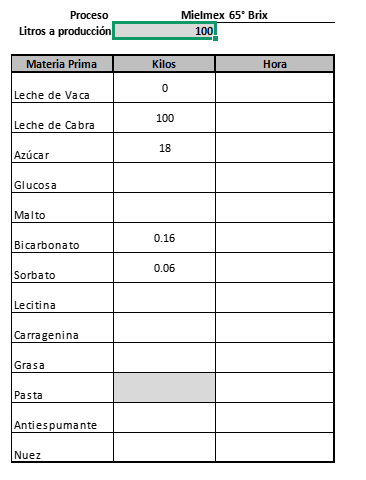 Proceso Mielmex 65° Brix
Litros a producción 100
Materia Prima Kilos Hora
Leche de Vaca 0
Leche de Cabra 100
Azúcar 18
Glucosa
Malto
Bicarbonato 0.16
Sorbato 0.06
Lecitina
Carragenina
Grasa
Pasta
Antiespumante
Nuez